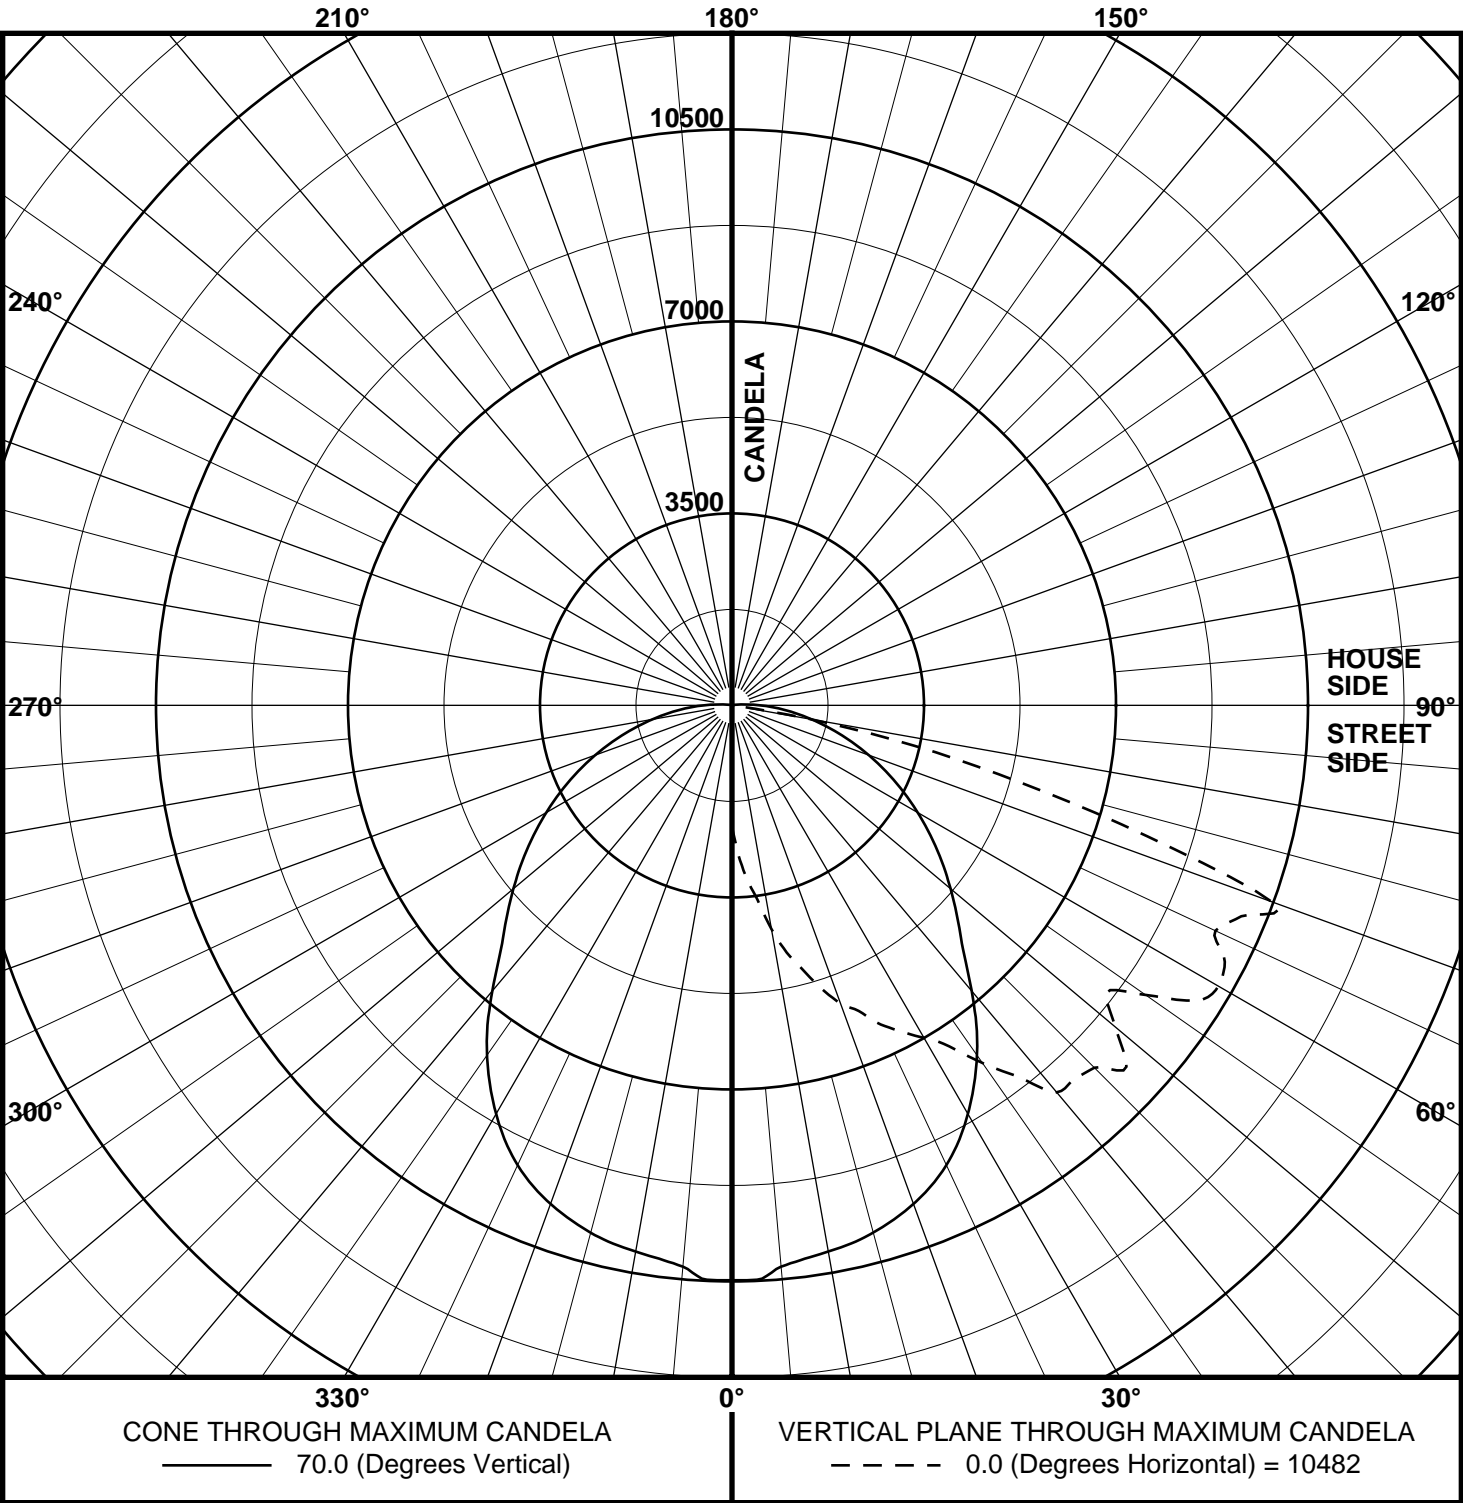 210°
180°
150°
10500
240°
120°
7000
CANDELA
3500
HOUSE
SIDE
270°
90°
STREET
SIDE
300°
60°
330°
0°
30°
CONE THROUGH MAXIMUM CANDELA
70.0 (Degrees Vertical)
VERTICAL PLANE THROUGH MAXIMUM CANDELA
0.0 (Degrees Horizontal) = 10482